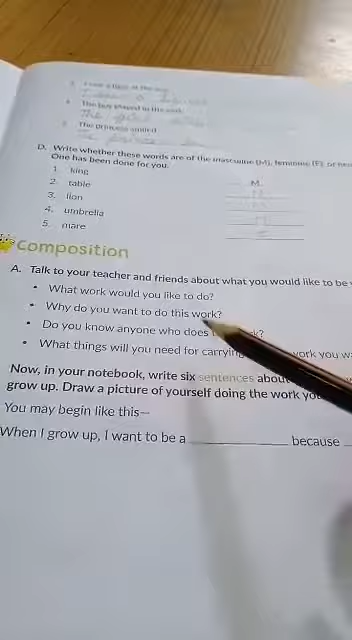 The boy played in the park.
The princess smiled.
D. Write whether these words are of the masculine (M), feminine (F), or neu
One has been done for you.
1. king M
2. table
3. lion
4. umbrella
5. mare
Composition
A. Talk to your teacher and friends about what you would like to be
• What work would you like to do?
• Why do you want to do this work?
• Do you know anyone who does
• What things will you need for carrying work you w
Now, in your notebook, write six sentences about
grow up. Draw a picture of yourself doing the work you
You may begin like this—
When I grow up, I want to be a ____________ because